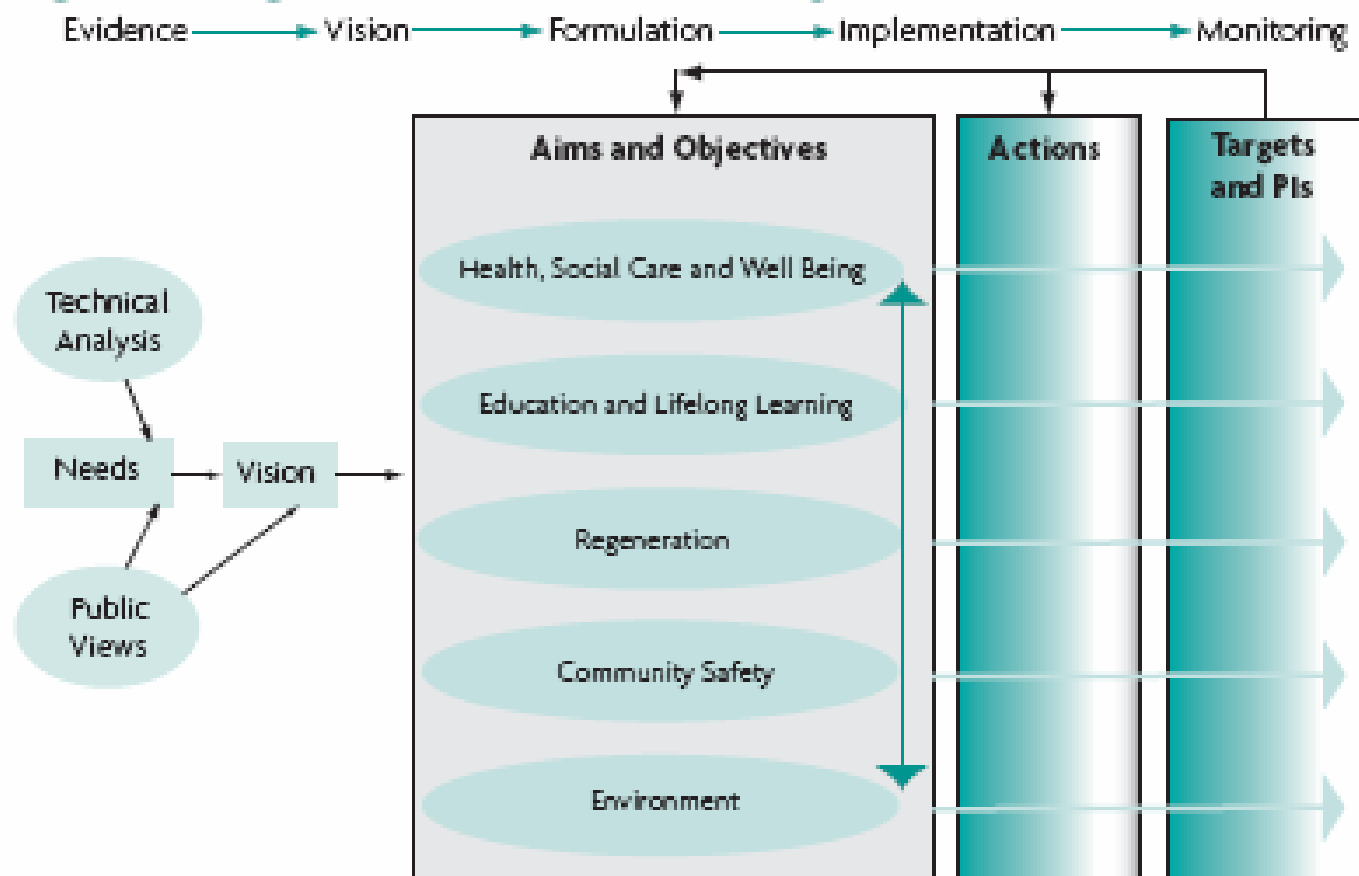 Evidence Vision Formulation Implementation Monitoring
Aims and Objectives
Actions
Targets
and PIs
Health, Social Care and Well Being
Technical
Analysis
Education and Lifelong Learning
Needs
Vision
Regeneration
Public
Views
Community Safety
Environment